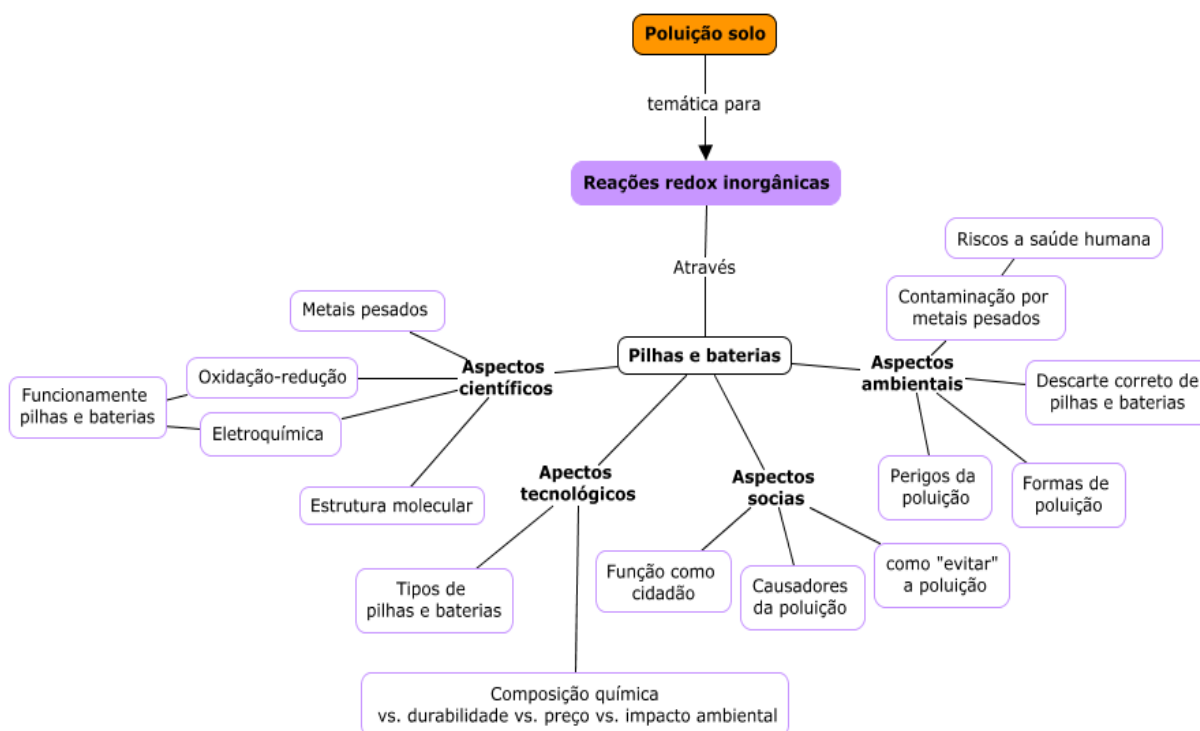 Poluição solo
temática para
Reações redox inorgânicas
Através
Pilhas e baterias
Aspectos
científicos
Metais pesados
Oxidação-redução
Eletroquímica
Funcionamente
pilhas e baterias
Estrutura molecular
Apectos
tecnológicos
Tipos de
pilhas e baterias
Composição química
vs. durabilidade vs. preço vs. impacto ambiental
Aspectos
socias
Função como
cidadão
Causadores
da poluição
como "evitar"
a poluição
Aspectos
ambientais
Riscos a saúde humana
Contaminação por
metais pesados
Descarte correto de
pilhas e baterias
Perigos da
poluição
Formas de
poluição